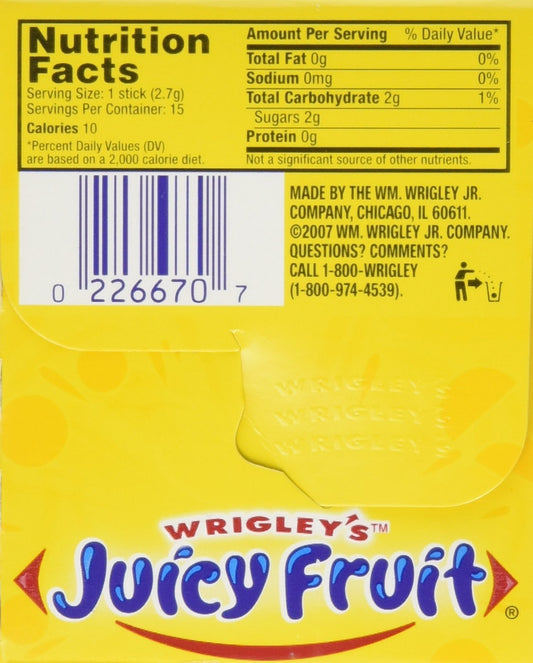 Nutrition
Facts
Serving Size: 1 stick (2.7g)
Servings Per Container: 15
Calories 10
*Percent Daily Values (DV)
are based on a 2,000 calorie diet.
Amount Per Serving % Daily Value*
Total Fat 0g 0%
Sodium 0mg 0%
Total Carbohydrate 2g 1%
Sugars 2g
Protein 0g
Not a significant source of other nutrients.
0 226670 7
MADE BY THE WM. WRIGLEY JR.
COMPANY, CHICAGO, IL 60611.
©2007 WM. WRIGLEY JR. COMPANY.
QUESTIONS? COMMENTS?
CALL 1-800-WRIGLEY
(1-800-974-4539).
WRIGLEY'S
WRIGLEY'S
WRIGLEY'S
WRIGLEY'S™
Juicy Fruit®